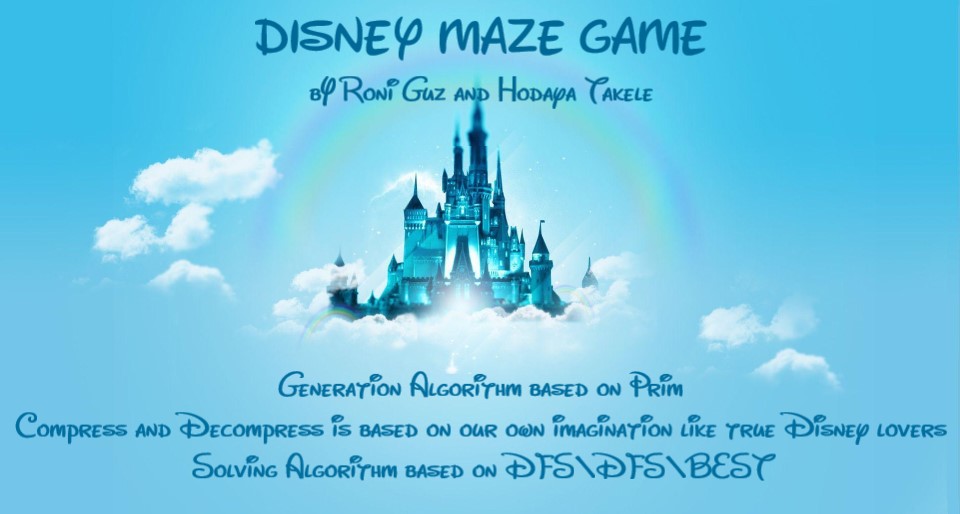 DISNEY MAZE GAME
by Roni Guz and Hodaya Takele
Generation Algorithm based on Prim
Compress and Decompress is based on our own imagination like true Disney lovers
Solving Algorithm based on DFS\DFS\BEST